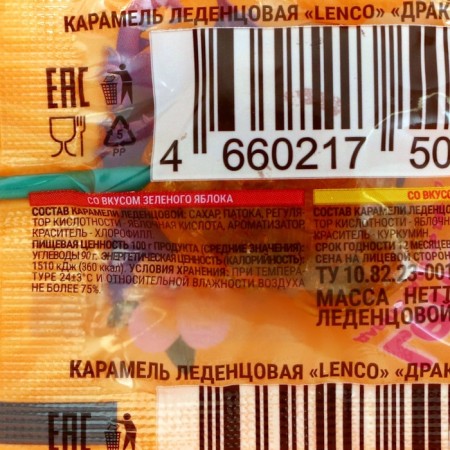 КАРАМЕЛЬ ЛЕДЕНЦОВАЯ «LENCO» «ДРАК
EAC
5
PP
4 660217 50
СО ВКУСОМ ЗЕЛЕНОГО ЯБЛОКА
СОСТАВ КАРАМЕЛИ ЛЕДЕНЦОВОЙ: САХАР, ПАТОКА, РЕГУЛЯ-
ТОР КИСЛОТНОСТИ - ЯБЛОЧНАЯ КИСЛОТА, АРОМАТИЗАТОР,
КРАСИТЕЛЬ - ХЛОРОФИЛЛ.
ПИЩЕВАЯ ЦЕННОСТЬ 100 г ПРОДУКТА (СРЕДНИЕ ЗНАЧЕНИЯ):
УГЛЕВОДЫ 90 г. ЭНЕРГЕТИЧЕСКАЯ ЦЕННОСТЬ (КАЛОРИЙНОСТЬ):
1510 кДж (360 ккал). УСЛОВИЯ ХРАНЕНИЯ: ПРИ ТЕМПЕРА-
ТУРЕ 24±3°С И ОТНОСИТЕЛЬНОЙ ВЛАЖНОСТИ ВОЗДУХА
НЕ БОЛЕЕ 75%.
СО ВКУСО
СОСТАВ КАРАМЕЛИ ЛЕДЕНЦО
ТОР КИСЛОТНОСТИ - ЯБЛОЧН
КРАСИТЕЛЬ - КУРКУМИН.
СРОК ГОДНОСТИ 12 МЕСЯЦЕВ
СЕНА НА ЛИЦЕВОЙ СТОРОН
ТУ 10.82.23-001
МАССА НЕТТ
ЛЕДЕНЦОВОЙ
КАРАМЕЛЬ ЛЕДЕНЦОВАЯ «LENCO» «ДРАК
EAC